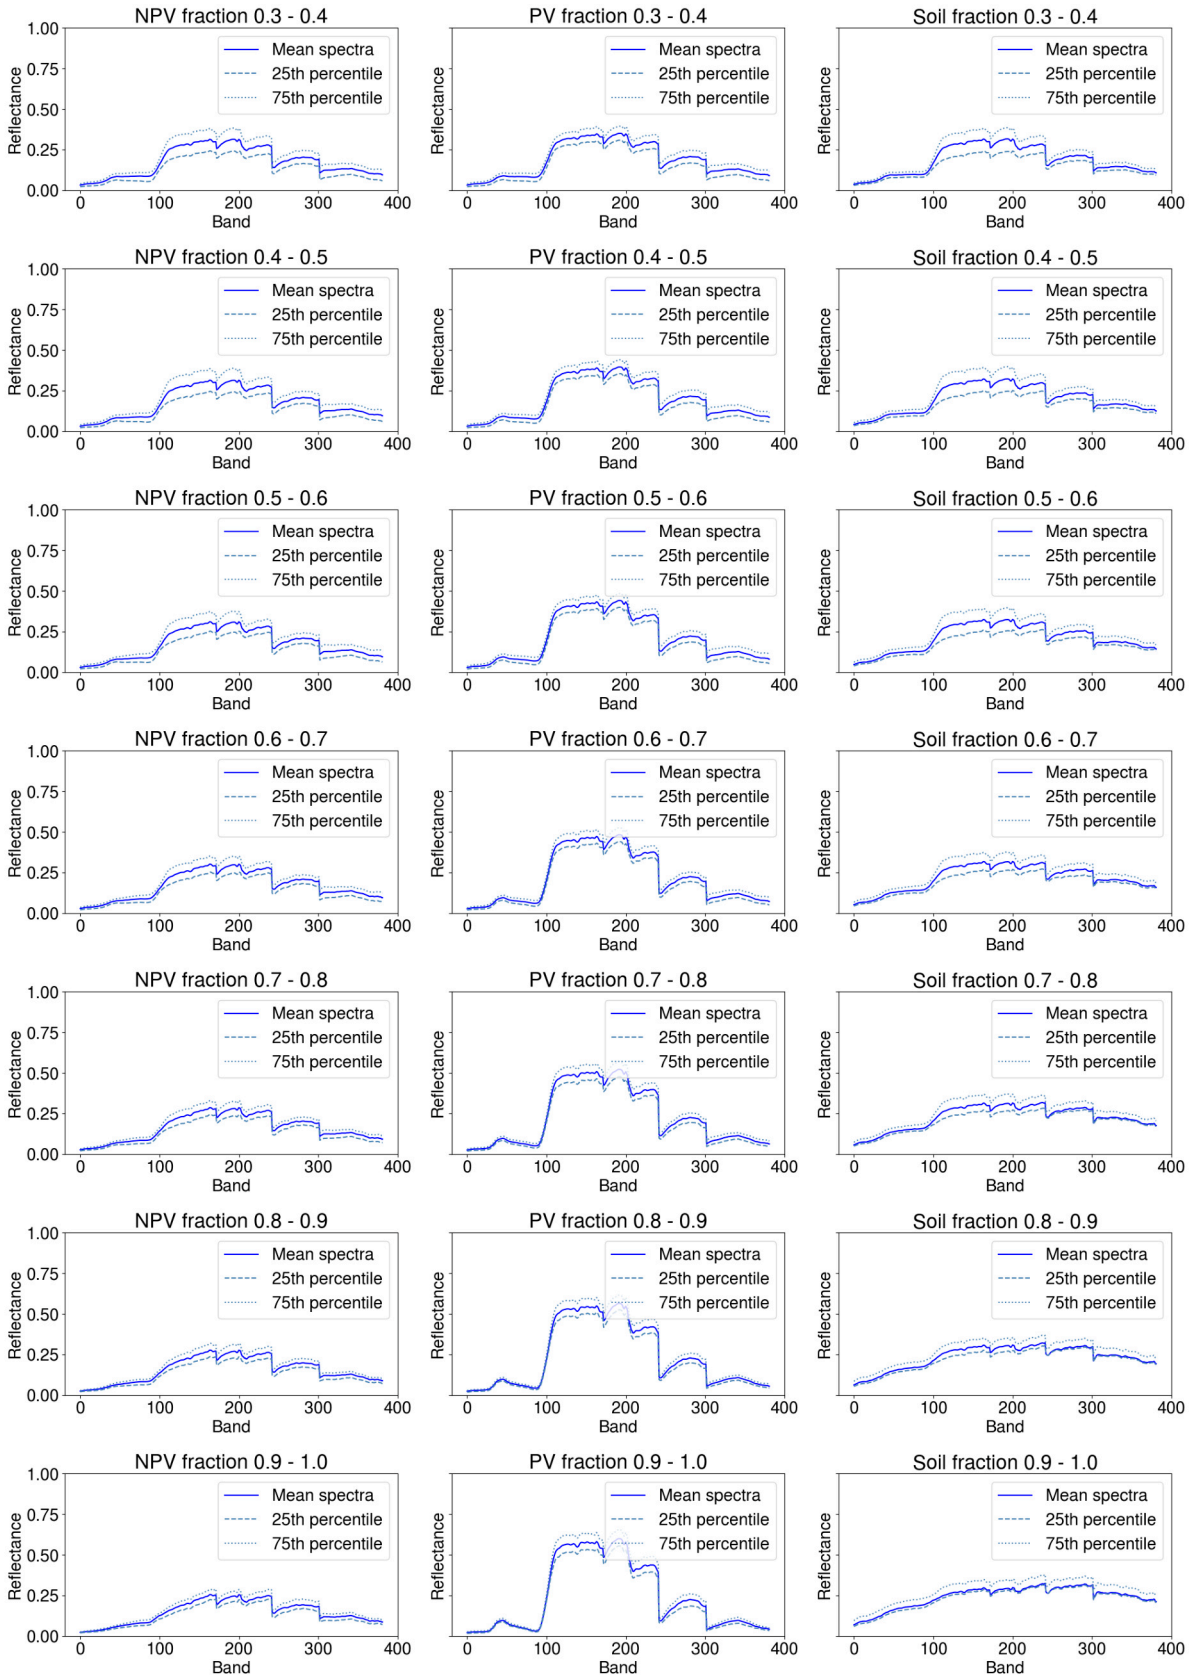 NPV fraction 0.3 - 0.4
1.00
0.75
0.50
0.25
0.00
Reflectance
Mean spectra
25th percentile
75th percentile
0 100 200 300 400
Band
PV fraction 0.3 - 0.4
Reflectance
Mean spectra
25th percentile
75th percentile
0 100 200 300 400
Band
Soil fraction 0.3 - 0.4
Reflectance
Mean spectra
25th percentile
75th percentile
0 100 200 300 400
Band
NPV fraction 0.4 - 0.5
1.00
0.75
0.50
0.25
0.00
Reflectance
Mean spectra
25th percentile
75th percentile
0 100 200 300 400
Band
PV fraction 0.4 - 0.5
Reflectance
Mean spectra
25th percentile
75th percentile
0 100 200 300 400
Band
Soil fraction 0.4 - 0.5
Reflectance
Mean spectra
25th percentile
75th percentile
0 100 200 300 400
Band
NPV fraction 0.5 - 0.6
1.00
0.75
0.50
0.25
0.00
Reflectance
Mean spectra
25th percentile
75th percentile
0 100 200 300 400
Band
PV fraction 0.5 - 0.6
Reflectance
Mean spectra
25th percentile
75th percentile
0 100 200 300 400
Band
Soil fraction 0.5 - 0.6
Reflectance
Mean spectra
25th percentile
75th percentile
0 100 200 300 400
Band
NPV fraction 0.6 - 0.7
1.00
0.75
0.50
0.25
0.00
Reflectance
Mean spectra
25th percentile
75th percentile
0 100 200 300 400
Band
PV fraction 0.6 - 0.7
Reflectance
Mean spectra
25th percentile
75th percentile
0 100 200 300 400
Band
Soil fraction 0.6 - 0.7
Reflectance
Mean spectra
25th percentile
75th percentile
0 100 200 300 400
Band
NPV fraction 0.7 - 0.8
1.00
0.75
0.50
0.25
0.00
Reflectance
Mean spectra
25th percentile
75th percentile
0 100 200 300 400
Band
PV fraction 0.7 - 0.8
Reflectance
Mean spectra
25th percentile
75th percentile
0 100 200 300 400
Band
Soil fraction 0.7 - 0.8
Reflectance
Mean spectra
25th percentile
75th percentile
0 100 200 300 400
Band
NPV fraction 0.8 - 0.9
1.00
0.75
0.50
0.25
0.00
Reflectance
Mean spectra
25th percentile
75th percentile
0 100 200 300 400
Band
PV fraction 0.8 - 0.9
Reflectance
Mean spectra
25th percentile
75th percentile
0 100 200 300 400
Band
Soil fraction 0.8 - 0.9
Reflectance
Mean spectra
25th percentile
75th percentile
0 100 200 300 400
Band
NPV fraction 0.9 - 1.0
1.00
0.75
0.50
0.25
0.00
Reflectance
Mean spectra
25th percentile
75th percentile
0 100 200 300 400
Band
PV fraction 0.9 - 1.0
Reflectance
Mean spectra
25th percentile
75th percentile
0 100 200 300 400
Band
Soil fraction 0.9 - 1.0
Reflectance
Mean spectra
25th percentile
75th percentile
0 100 200 300 400
Band